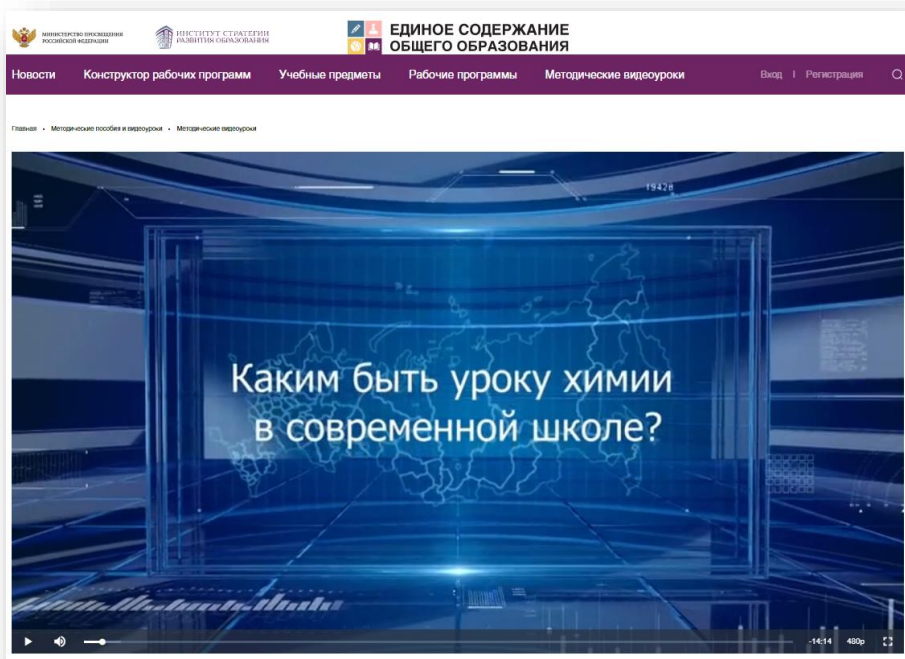 МИНИСТЕРСТВО ПРОСВЕЩЕНИЯ
РОССИЙСКОЙ ФЕДЕРАЦИИ
ИНСТИТУТ СТРАТЕГИИ
РАЗВИТИЯ ОБРАЗОВАНИЯ
ЕДИНОЕ СОДЕРЖАНИЕ
ОБЩЕГО ОБРАЗОВАНИЯ
Новости Конструктор рабочих программ Учебные предметы Рабочие программы Методические видеоуроки Вход | Регистрация
Главная • Методические пособия и видеоуроки • Методические видеоуроки
Каким быть уроку химии
в современной школе?
-14:14 480p